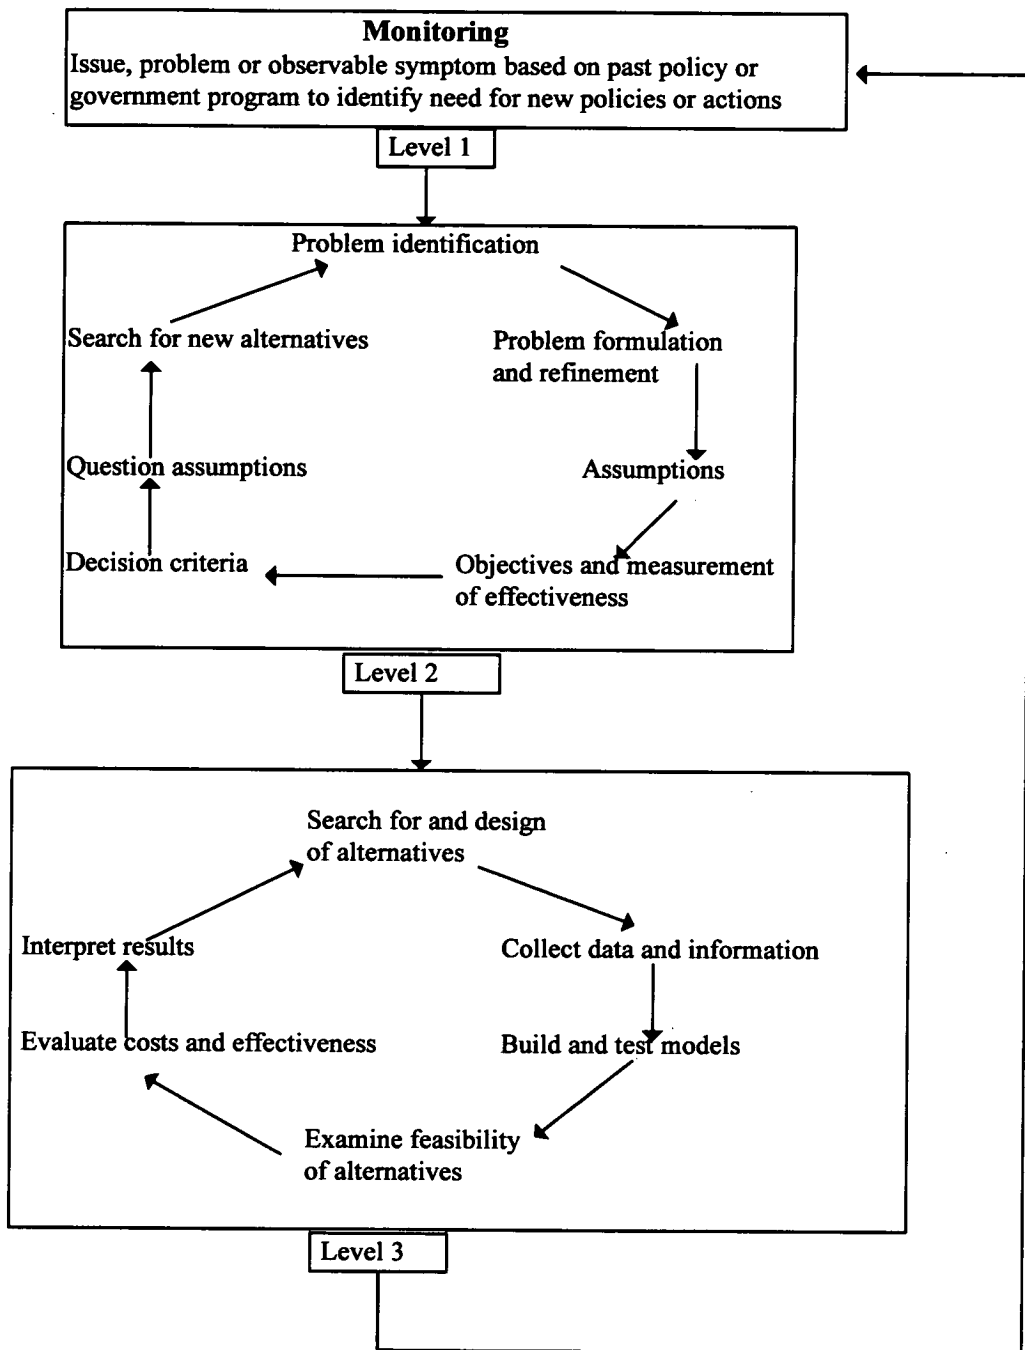 Monitoring
Issue, problem or observable symptom based on past policy or
government program to identify need for new policies or actions
Level 1
Problem identification
Search for new alternatives
Problem formulation
and refinement
Question assumptions
Assumptions
Decision criteria
Objectives and measurement
of effectiveness
Level 2
Search for and design
of alternatives
Interpret results
Collect data and information
Evaluate costs and effectiveness
Build and test models
Examine feasibility
of alternatives
Level 3